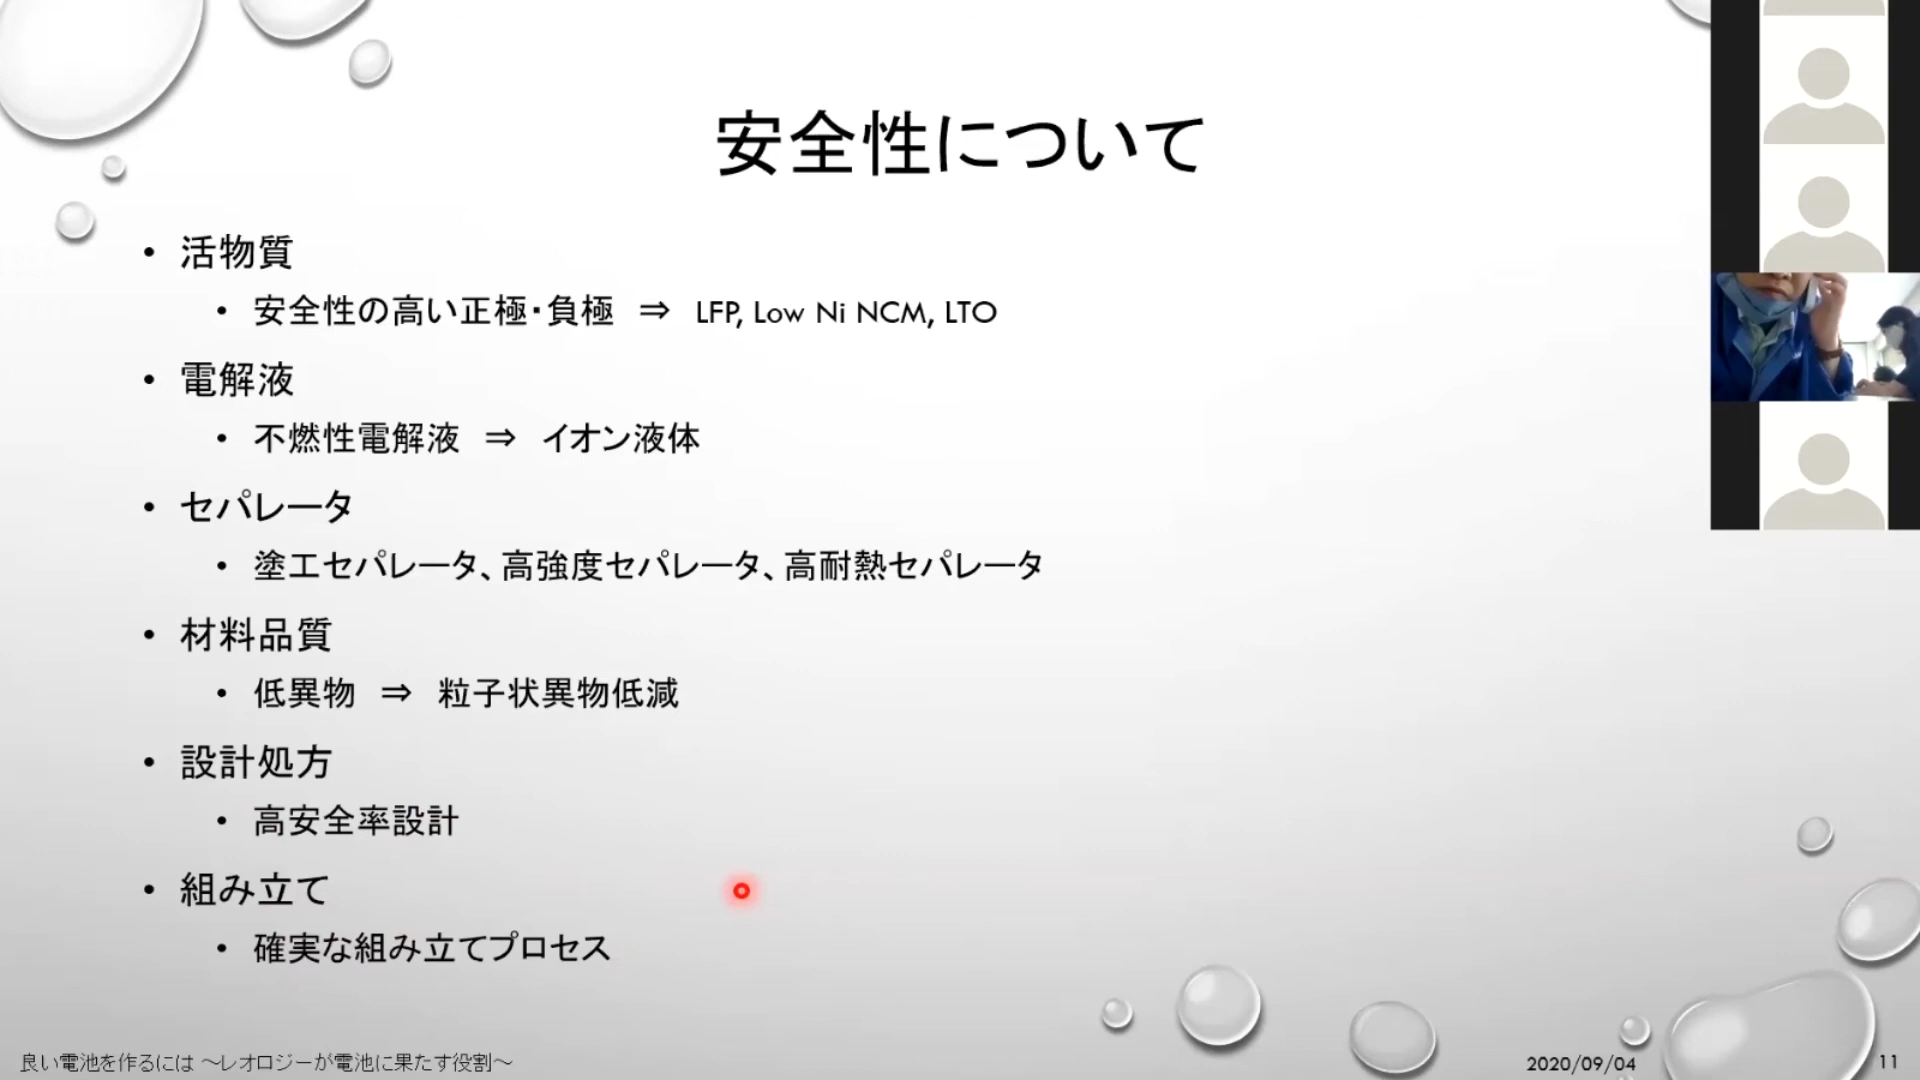 安全性について
• 活物質
• 安全性の高い正極・負極 ⇒ LFP, Low Ni NCM, LTO
• 電解液
• 不燃性電解液 ⇒ イオン液体
• セパレータ
• 塗工セパレータ、高強度セパレータ、高耐熱セパレータ
• 材料品質
• 低異物 ⇒ 粒子状異物低減
• 設計処方
• 高安全率設計
• 組み立て
• 確実な組み立てプロセス
良い電池を作るには ～レオロジーが電池に果たす役割～
2020/09/04
11